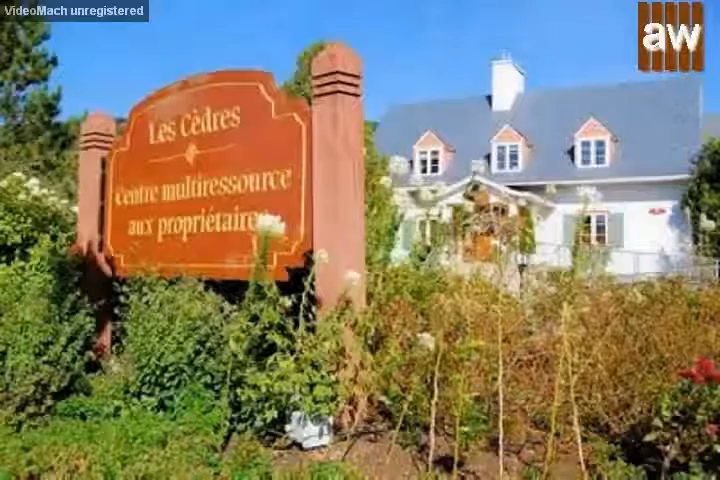 VideoMach unregistered
aw
Les Cèdres
Centre multiressource
aux propriétaires